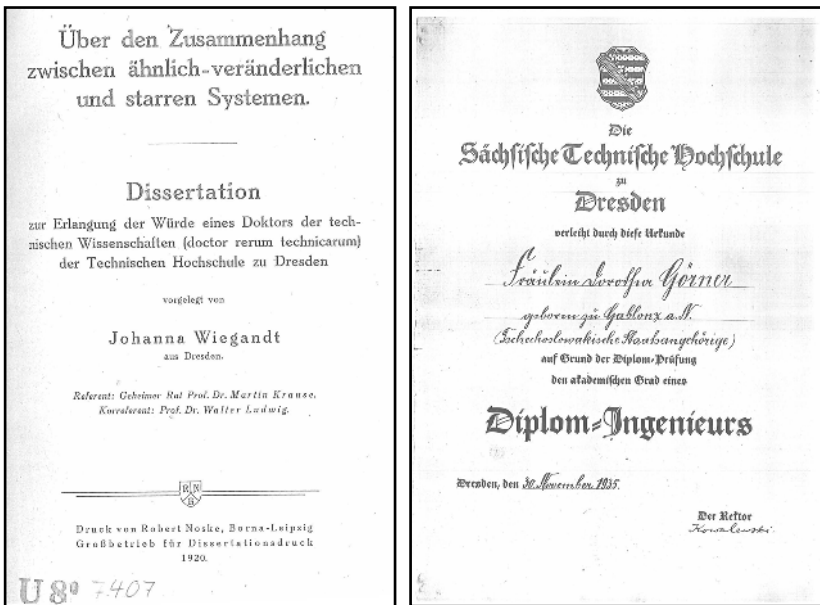 Über den Zusammenhang
zwischen ähnlich-veränderlichen
und starren Systemen.
Dissertation
zur Erlangung der Würde eines Doktors der tech-
nischen Wissenschaften (doctor rerum technicarum)
der Technischen Hochschule zu Dresden
vorgelegt von
Johanna Wiegandt
aus Dresden.
Referent: Geheimer Rat Prof. Dr. Martin Krause.
Korreferent: Prof. Dr. Walter Ludwig.
R N
B
Druck von Robert Noske, Borna-Leipzig
Großbetrieb für Dissertationsdruck
1920.
U 8° 7407
Die
Sächsische Technische Hochschule
zu
Dresden
verleiht durch diese Urkunde
Fräulein Dorothea Görner
geboren zu Gablonz a. N.
(Tschechoslowakische Staatsangehörige)
auf Grund der Diplom-Prüfung
den akademischen Grad eines
Diplom-Ingenieurs
Dresden, den 30. November 1935.
Der Rektor
Kowalewski.